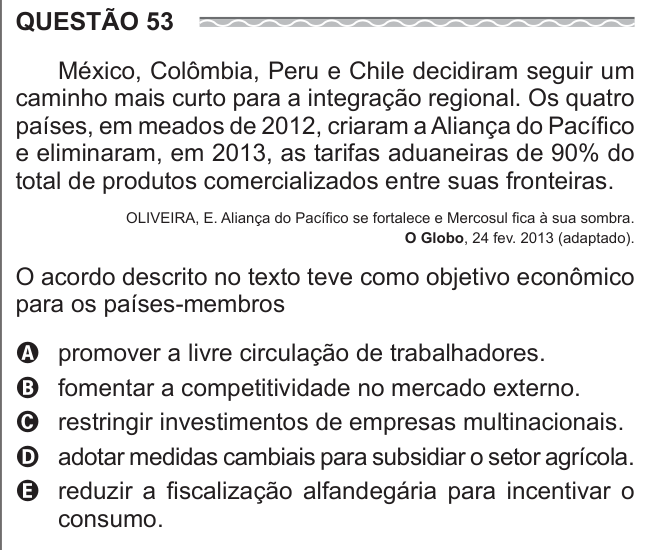 QUESTÃO 53
México, Colômbia, Peru e Chile decidiram seguir um
caminho mais curto para a integração regional. Os quatro
países, em meados de 2012, criaram a Aliança do Pacífico
e eliminaram, em 2013, as tarifas aduaneiras de 90% do
total de produtos comercializados entre suas fronteiras.
OLIVEIRA, E. Aliança do Pacífico se fortalece e Mercosul fica à sua sombra.
O Globo, 24 fev. 2013 (adaptado).
O acordo descrito no texto teve como objetivo econômico
para os países-membros
A promover a livre circulação de trabalhadores.
B fomentar a competitividade no mercado externo.
C restringir investimentos de empresas multinacionais.
D adotar medidas cambiais para subsidiar o setor agrícola.
E reduzir a fiscalização alfandegária para incentivar o
consumo.